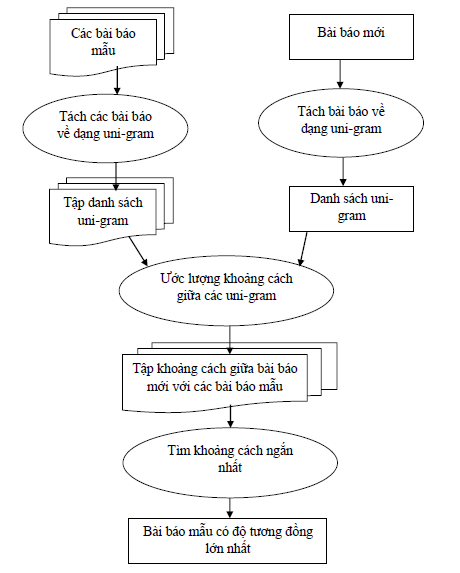 Các bài báo
mẫu
Bài báo mới
Tách các bài báo
về dạng uni-gram
Tách bài báo về
dạng uni-gram
Tập danh sách
uni-gram
Danh sách uni-
gram
Ước lượng khoảng cách
giữa các uni-gram
Tập khoảng cách giữa bài báo
mới với các bài báo mẫu
Tìm khoảng cách ngắn
nhất
Bài báo mẫu có độ tương đồng
lớn nhất